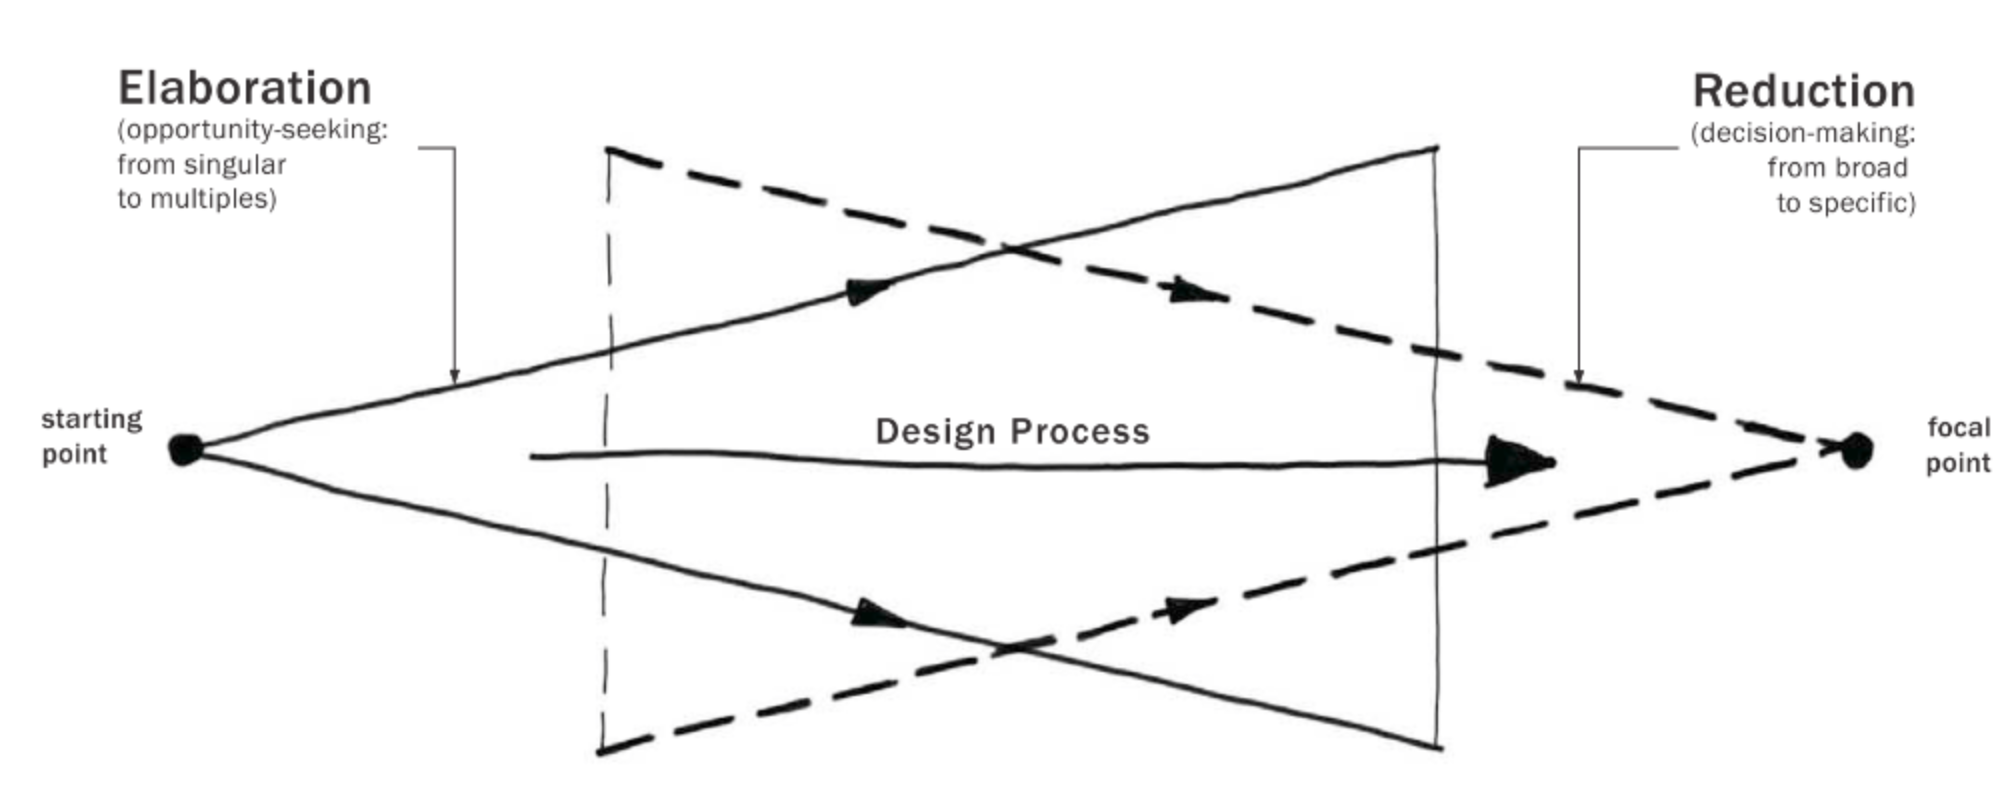 Elaboration
(opportunity-seeking:
from singular
to multiples)
Reduction
(decision-making:
from broad
to specific)
starting
point
Design Process
focal
point